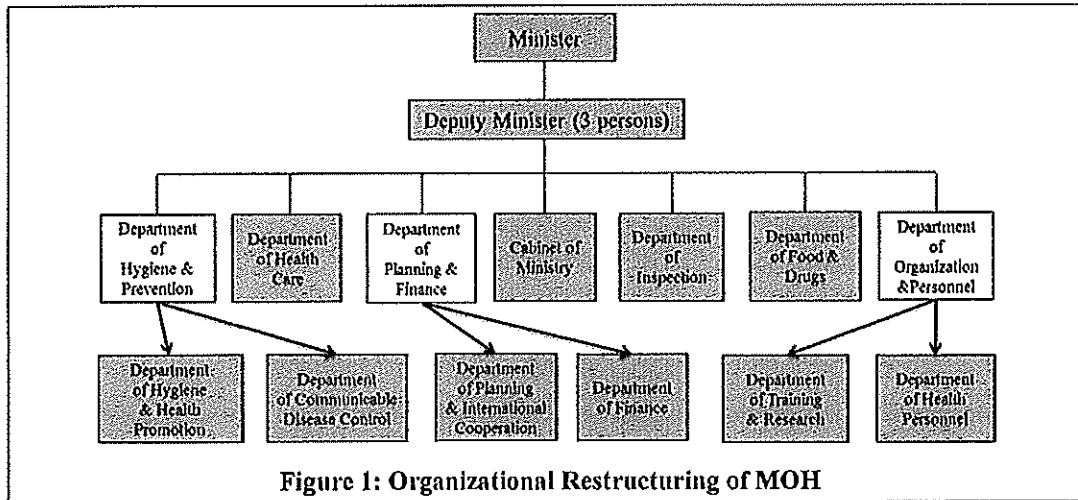 Minister
Deputy Minister (3 persons)
Department
of
Hygiene &
Prevention
Department
of Health
Care
Department
of
Planning &
Finance
Cabinet of
Ministry
Department
of
Inspection
Department
of Food &
Drugs
Department
of
Organization
&Personnel
Department
of Hygiene
& Health
Promotion
Department
of Communicable
Disease Control
Department
of Planning
& International
Cooperation
Department
of Finance
Department
of Training
& Research
Department
of Health
Personnel
Figure 1: Organizational Restructuring of MOH